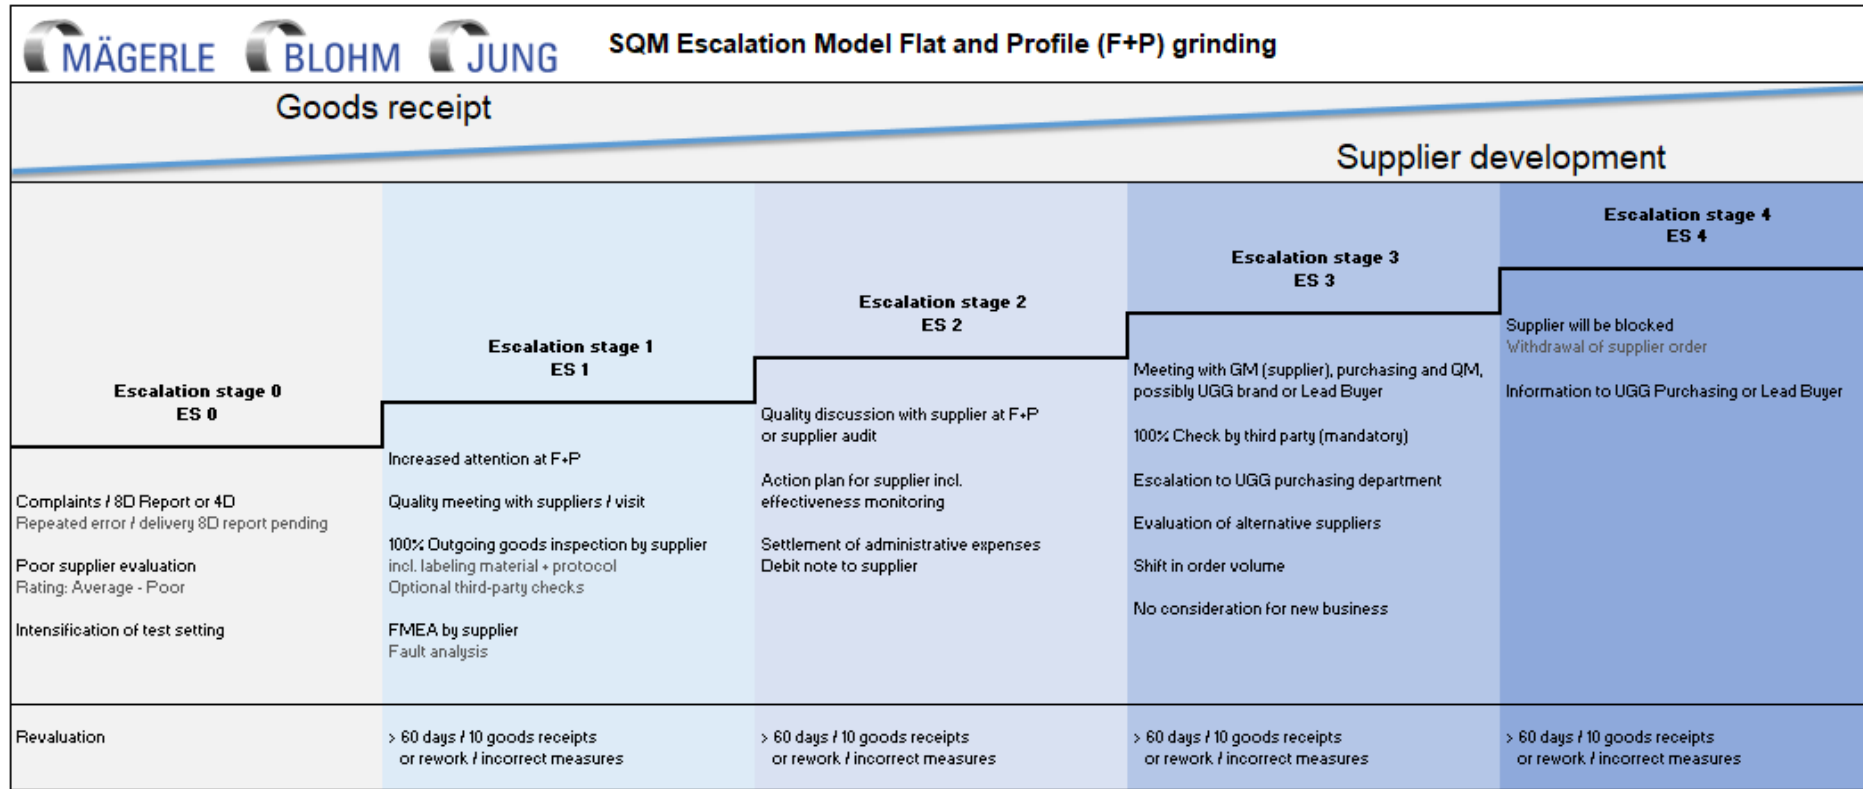 MÄGERLE BLOHM JUNG SQM Escalation Model Flat and Profile (F+P) grinding
Goods receipt
Supplier development
Escalation stage 0
ES 0
Complaints / 8D Report or 4D
Repeated error / delivery 8D report pending
Poor supplier evaluation
Rating: Average - Poor
Intensification of test setting
Escalation stage 1
ES 1
Increased attention at F+P
Quality meeting with suppliers / visit
100% Outgoing goods inspection by supplier
incl. labeling material + protocol
Optional third-party checks
FMEA by supplier
Fault analysis
Escalation stage 2
ES 2
Quality discussion with supplier at F+P
or supplier audit
Action plan for supplier incl.
effectiveness monitoring
Settlement of administrative expenses
Debit note to supplier
Escalation stage 3
ES 3
Meeting with GM (supplier), purchasing and QM,
possibly UGG brand or Lead Buyer
100% Check by third party (mandatory)
Escalation to UGG purchasing department
Evaluation of alternative suppliers
Shift in order volume
No consideration for new business
Escalation stage 4
ES 4
Supplier will be blocked
Withdrawal of supplier order
Information to UGG Purchasing or Lead Buyer
Revaluation
> 60 days / 10 goods receipts
or rework / incorrect measures
> 60 days / 10 goods receipts
or rework / incorrect measures
> 60 days / 10 goods receipts
or rework / incorrect measures
> 60 days / 10 goods receipts
or rework / incorrect measures